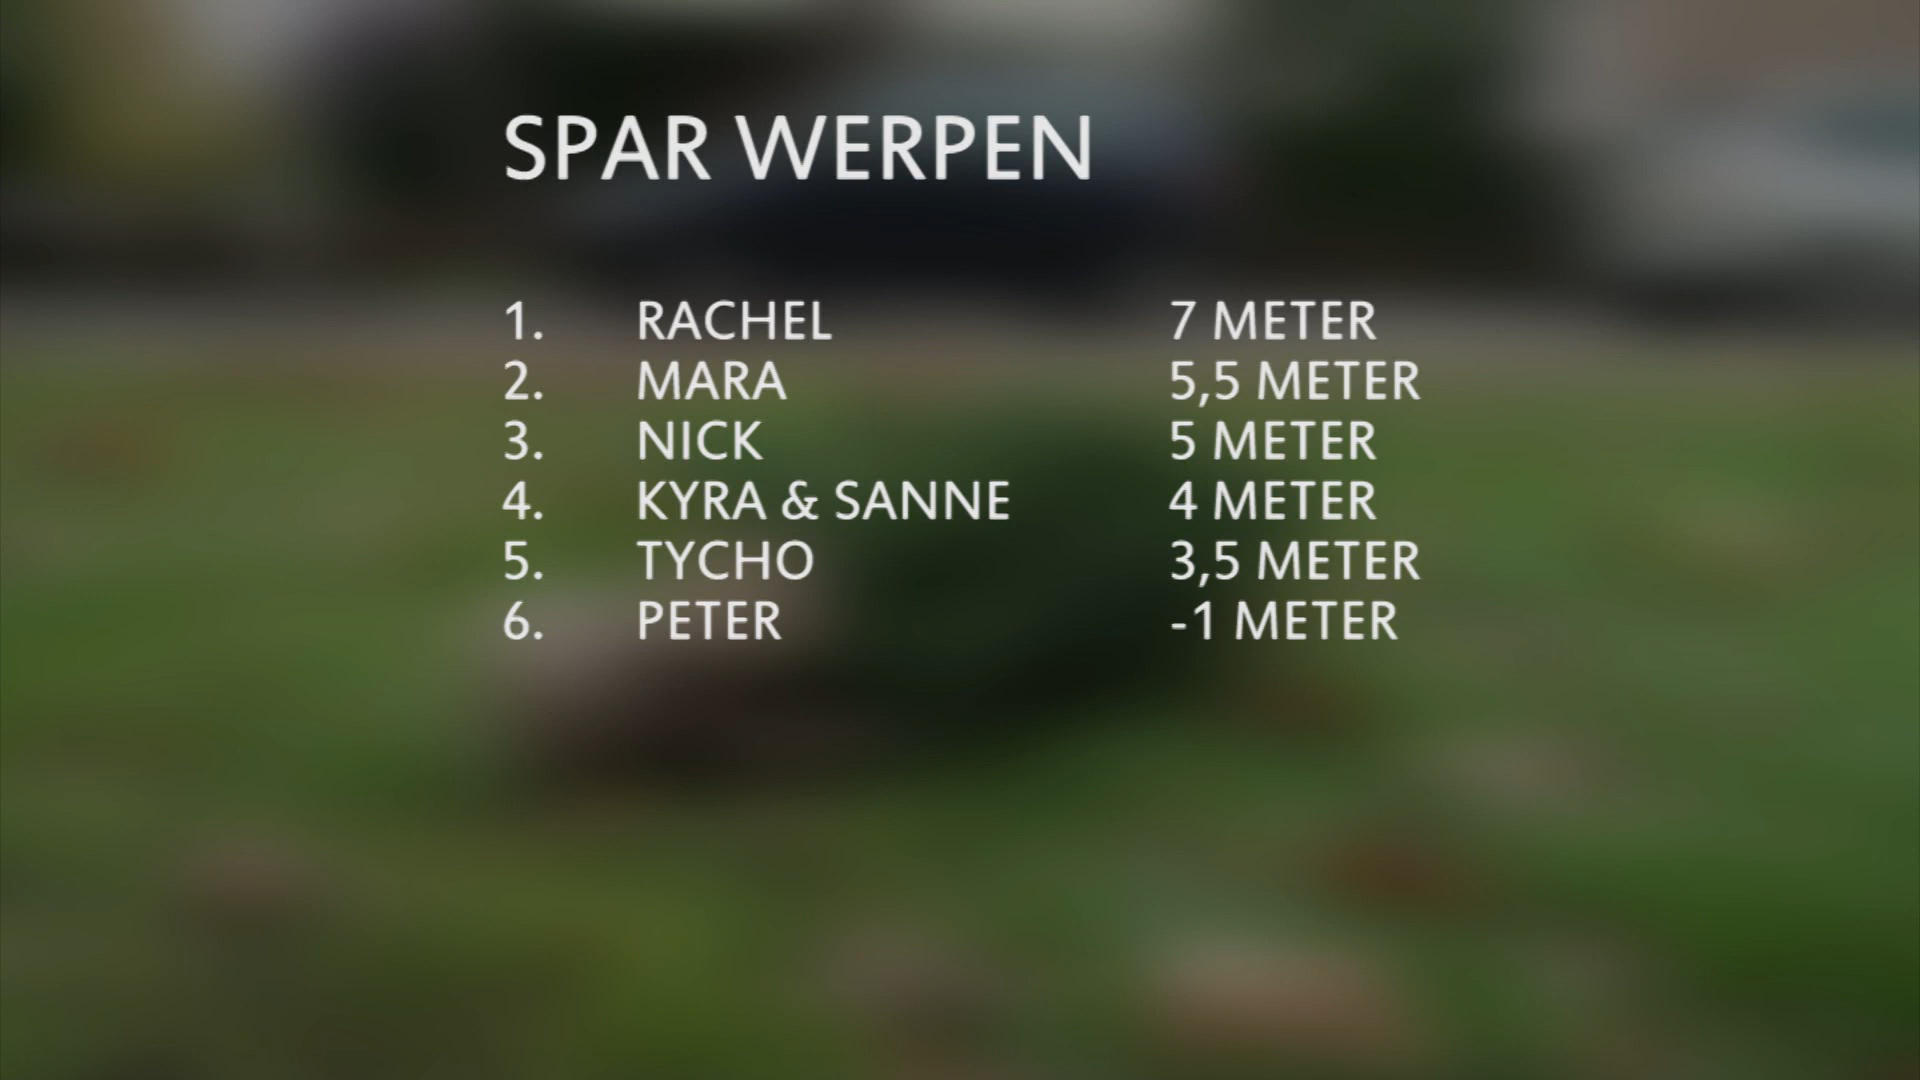 SPAR WERPEN
1. RACHEL 7 METER
2. MARA 5,5 METER
3. NICK 5 METER
4. KYRA & SANNE 4 METER
5. TYCHO 3,5 METER
6. PETER -1 METER